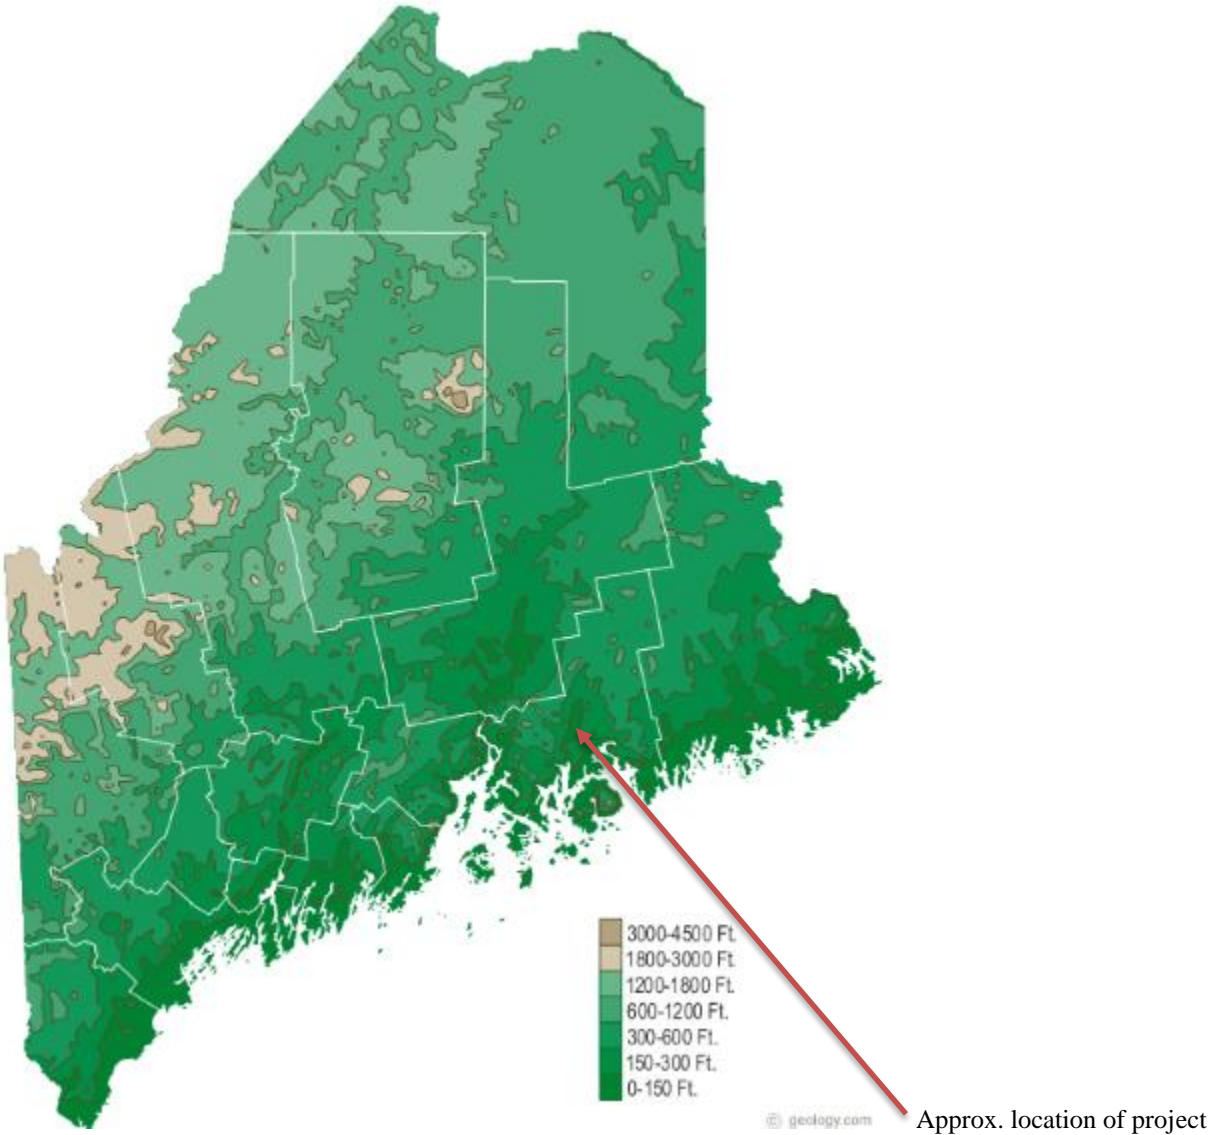 3000-4500 Ft.
1800-3000 Ft.
1200-1800 Ft.
600-1200 Ft.
300-600 Ft.
150-300 Ft.
0-150 Ft.
© geology.com
Approx. location of project